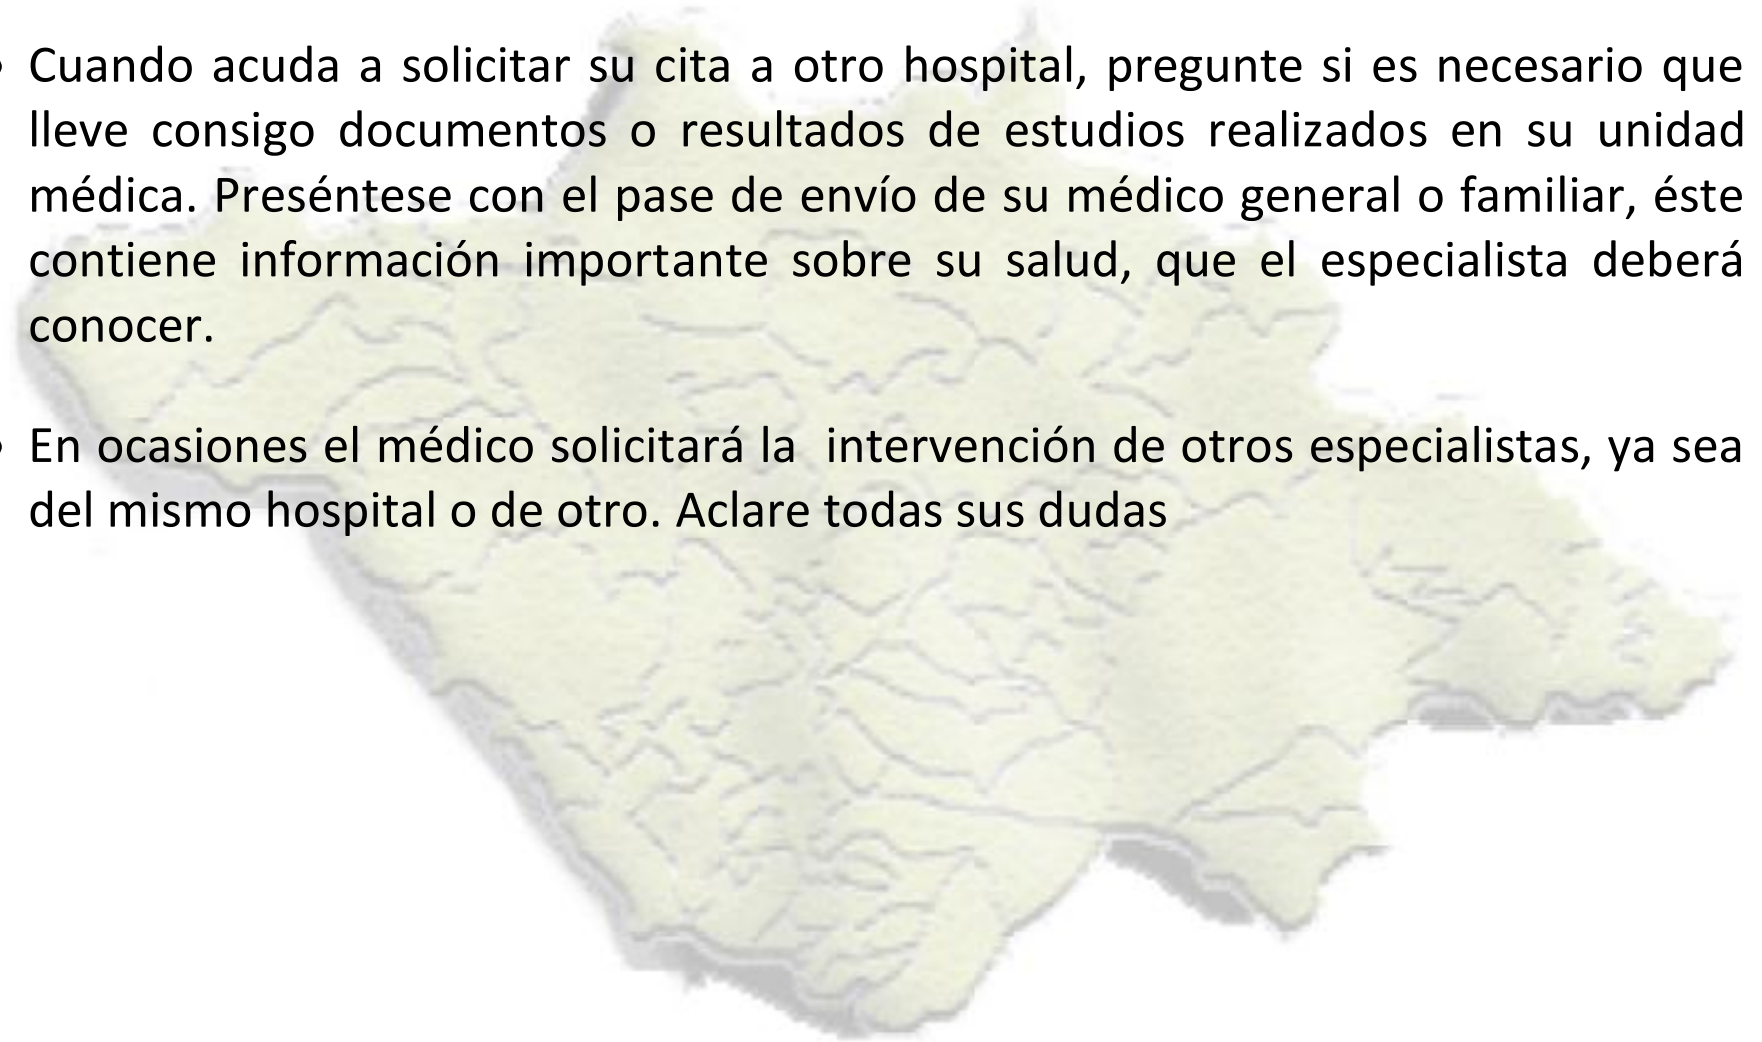 • Cuando acuda a solicitar su cita a otro hospital, pregunte si es necesario que
lleve consigo documentos o resultados de estudios realizados en su unidad
médica. Preséntese con el pase de envío de su médico general o familiar, éste
contiene información importante sobre su salud, que el especialista deberá
conocer.
• En ocasiones el médico solicitará la  intervención de otros especialistas, ya sea
del mismo hospital o de otro. Aclare todas sus dudas